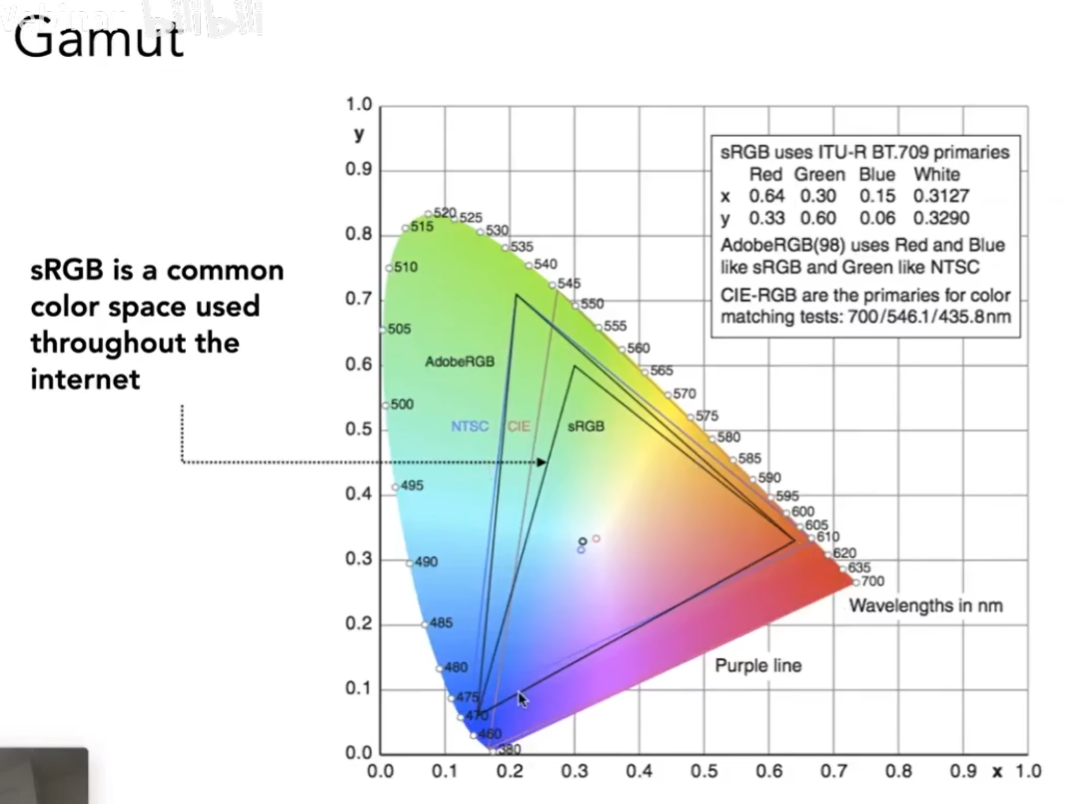 Gamut
sRGB is a common
color space used
throughout the
internet
1.0
y
0.9
0.8
0.7
0.6
0.5
0.4
0.3
0.2
0.1
0.0
0.0 0.1 0.2 0.3 0.4 0.5 0.6 0.7 0.8 0.9 x 1.0
sRGB uses ITU-R BT.709 primaries
Red Green Blue White
x 0.64 0.30 0.15 0.3127
y 0.33 0.60 0.06 0.3290
AdobeRGB(98) uses Red and Blue
like sRGB and Green like NTSC
CIE-RGB are the primaries for color
matching tests: 700/546.1/435.8nm
520
525
515
530
535
540
510
545
550
505
555
560
565
570
500
575
580
585
590
495
595
600
605
610
490
620
635
700
485
480
475
470
460
380
AdobeRGB
NTSC
CIE
sRGB
Wavelengths in nm
Purple line